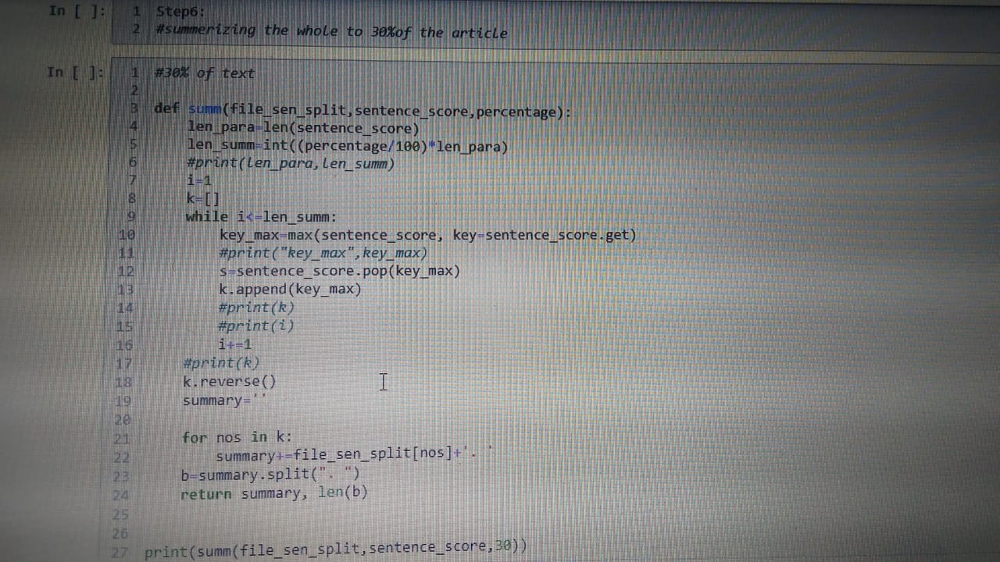 In [ ]: 1 Step6:
2 #summerizing the whole to 30%of the article
In [ ]: 1 #30% of text
2
3 def summ(file_sen_split,sentence_score,percentage):
4 len_para=len(sentence_score)
5 len_summ=int((percentage/100)*len_para)
6 #print(len_para,len_summ)
7 i=1
8 k=[]
9 while i<=len_summ:
10 key_max=max(sentence_score, key=sentence_score.get)
11 #print("key_max",key_max)
12 s=sentence_score.pop(key_max)
13 k.append(key_max)
14 #print(k)
15 #print(i)
16 i+=1
17 #print(k)
18 k.reverse()
19 summary=''
20
21 for nos in k:
22 summary+=file_sen_split[nos]+'. '
23 b=summary.split(". ")
24 return summary, len(b)
25
26
27 print(summ(file_sen_split,sentence_score,30))